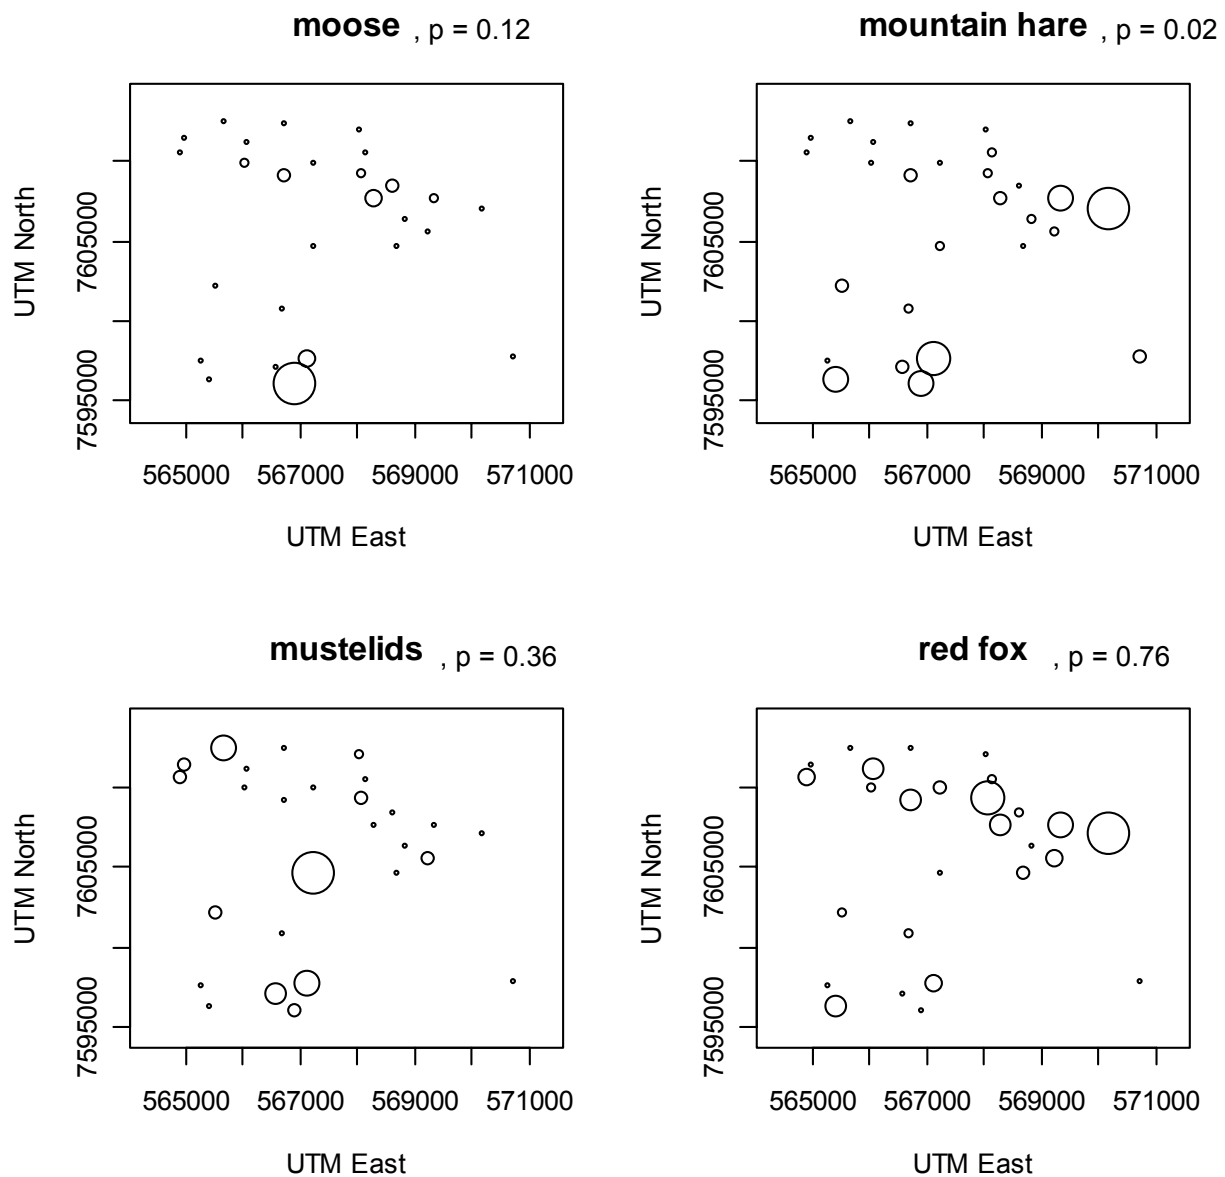 moose , p = 0.12
UTM North
7605000
7595000
565000 567000 569000 571000
UTM East
mountain hare , p = 0.02
UTM North
7605000
7595000
565000 567000 569000 571000
UTM East
mustelids , p = 0.36
UTM North
7605000
7595000
565000 567000 569000 571000
UTM East
red fox , p = 0.76
UTM North
7605000
7595000
565000 567000 569000 571000
UTM East